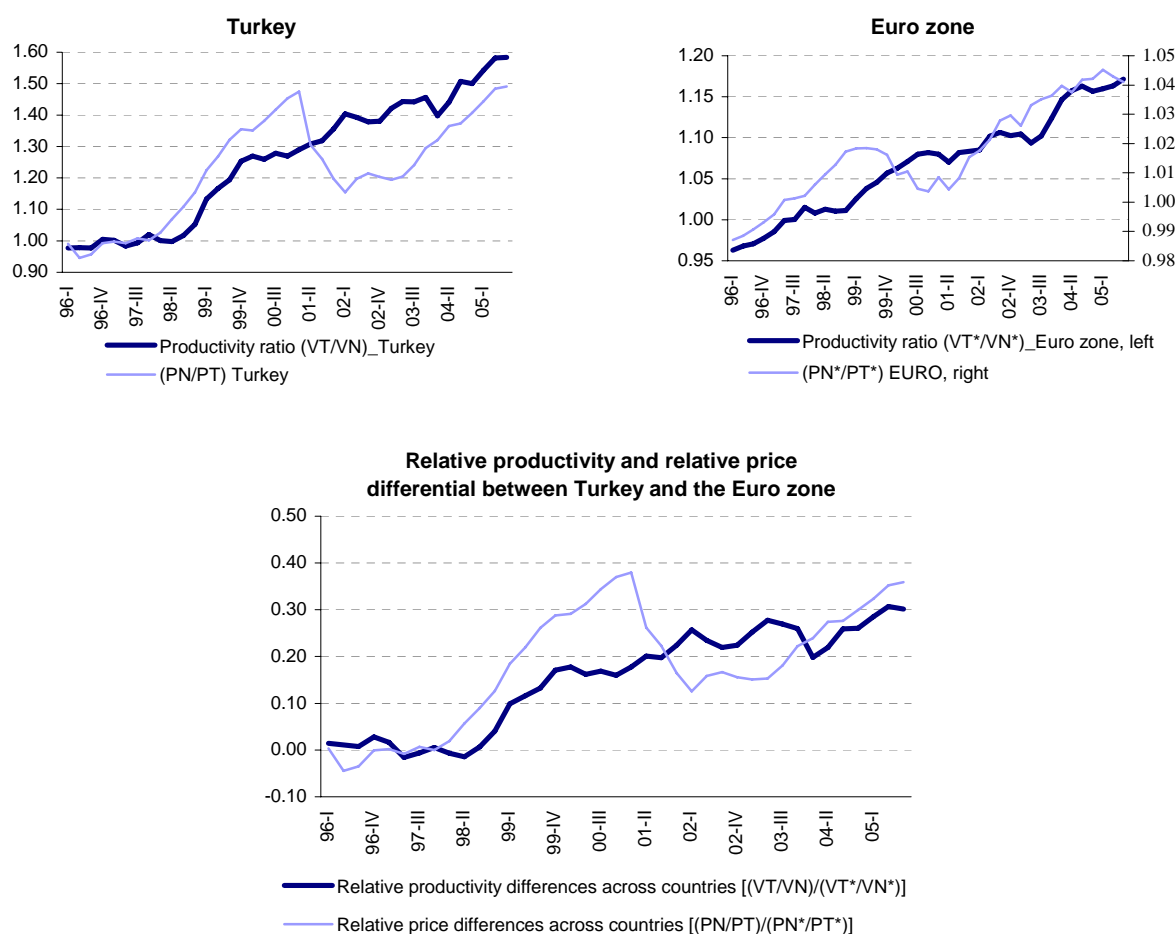 Turkey
1.60
1.50
1.40
1.30
1.20
1.10
1.00
0.90
96-I
96-IV
97-III
98-II
99-I
99-IV
00-III
01-II
02-I
02-IV
03-III
04-II
05-I
Productivity ratio (VT/VN)_Turkey
(PN/PT) Turkey
Euro zone
1.20
1.15
1.10
1.05
1.00
0.95
1.05
1.04
1.03
1.02
1.01
1.00
0.99
0.98
96-I
96-IV
97-III
98-II
99-I
99-IV
00-III
01-II
02-I
02-IV
03-III
04-II
05-I
Productivity ratio (VT*/VN*)_Euro zone, left
(PN*/PT*) EURO, right
Relative productivity and relative price
differential between Turkey and the Euro zone
0.50
0.40
0.30
0.20
0.10
0.00
-0.10
96-I
96-IV
97-III
98-II
99-I
99-IV
00-III
01-II
02-I
02-IV
03-III
04-II
05-I
Relative productivity differences across countries [(VT/VN)/(VT*/VN*)]
Relative price differences across countries [(PN/PT)/(PN*/PT*)]